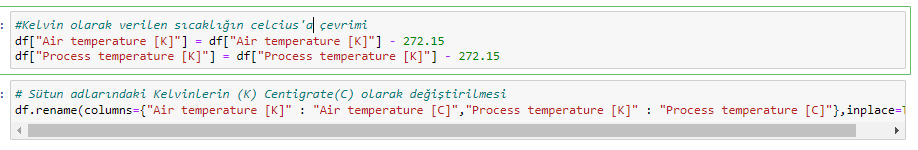 #Kelvin olarak verilen sıcaklığın celcius'a çevrimi
df["Air temperature [K]"] = df["Air temperature [K]"] - 272.15
df["Process temperature [K]"] = df["Process temperature [K]"] - 272.15
# Sütun adlarındaki Kelvinlerin (K) Centigrate(C) olarak değiştirilmesi
df.rename(columns={"Air temperature [K]" : "Air temperature [C]","Process temperature [K]" : "Process temperature [C]"},inplace=